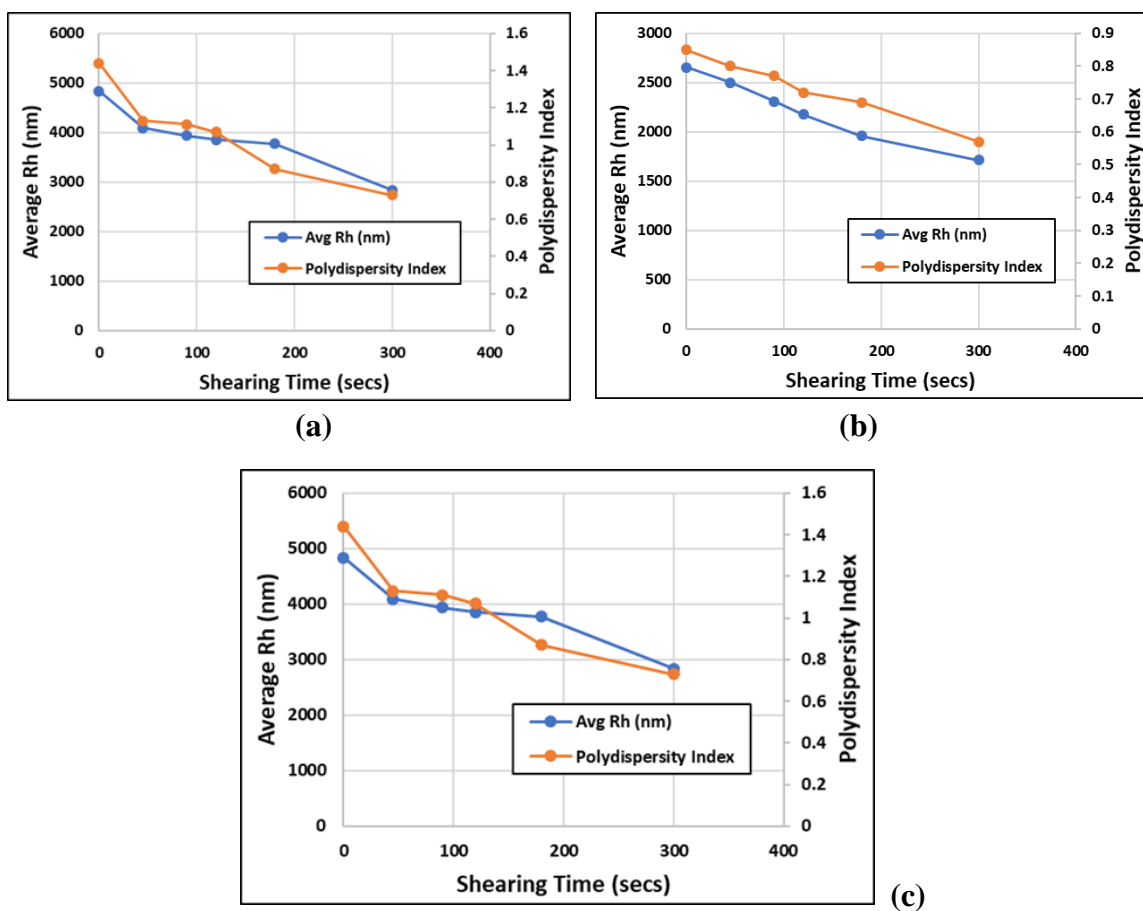 6000
5000
4000
3000
2000
1000
0
Average Rh (nm)
1.6
1.4
1.2
1
0.8
0.6
0.4
0.2
0
Polydispersity Index
Avg Rh (nm)
Polydispersity Index
0 100 200 300 400
Shearing Time (secs)
(a)
3000
2500
2000
1500
1000
500
0
Average Rh (nm)
0.9
0.8
0.7
0.6
0.5
0.4
0.3
0.2
0.1
0
Polydispersity Index
Avg Rh (nm)
Polydispersity Index
0 100 200 300 400
Shearing Time (secs)
(b)
6000
5000
4000
3000
2000
1000
0
Average Rh (nm)
1.6
1.4
1.2
1
0.8
0.6
0.4
0.2
0
Polydispersity Index
Avg Rh (nm)
Polydispersity Index
0 100 200 300 400
Shearing Time (secs)
(c)